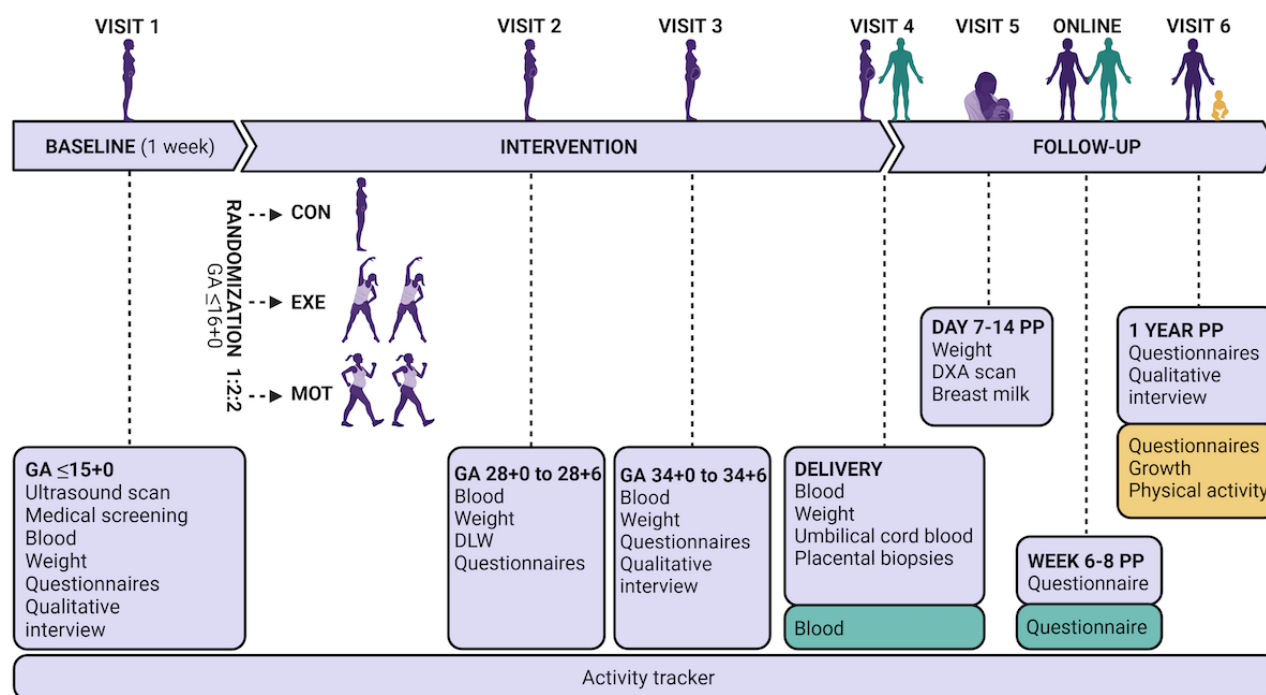 VISIT 1
VISIT 2
VISIT 3
VISIT 4
VISIT 5
ONLINE
VISIT 6
BASELINE (1 week)
INTERVENTION
FOLLOW-UP
RANDOMIZATION 1:2:2
GA ≤16+0
CON
EXE
MOT
GA ≤15+0
Ultrasound scan
Medical screening
Blood
Weight
Questionnaires
Qualitative
interview
GA 28+0 to 28+6
Blood
Weight
DLW
Questionnaires
GA 34+0 to 34+6
Blood
Weight
Questionnaires
Qualitative
interview
DELIVERY
Blood
Weight
Umbilical cord blood
Placental biopsies
Blood
DAY 7-14 PP
Weight
DXA scan
Breast milk
WEEK 6-8 PP
Questionnaire
Questionnaire
1 YEAR PP
Questionnaires
Qualitative
interview
Questionnaires
Growth
Physical activity
Activity tracker